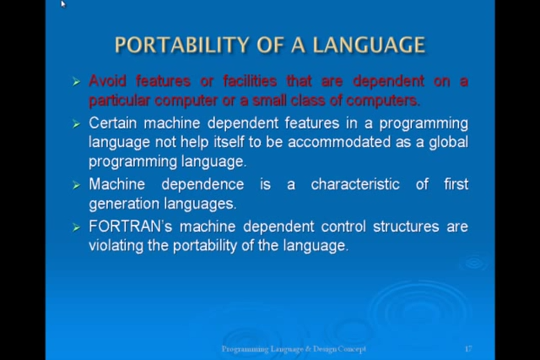 PORTABILITY OF A LANGUAGE
Avoid features or facilities that are dependent on a
particular computer or a small class of computers.
Certain machine dependent features in a programming
language not help itself to be accommodated as a global
programming language.
Machine dependence is a characteristic of first
generation languages.
FORTRAN's machine dependent control structures are
violating the portability of the language.
Programming Language & Design Concept 17